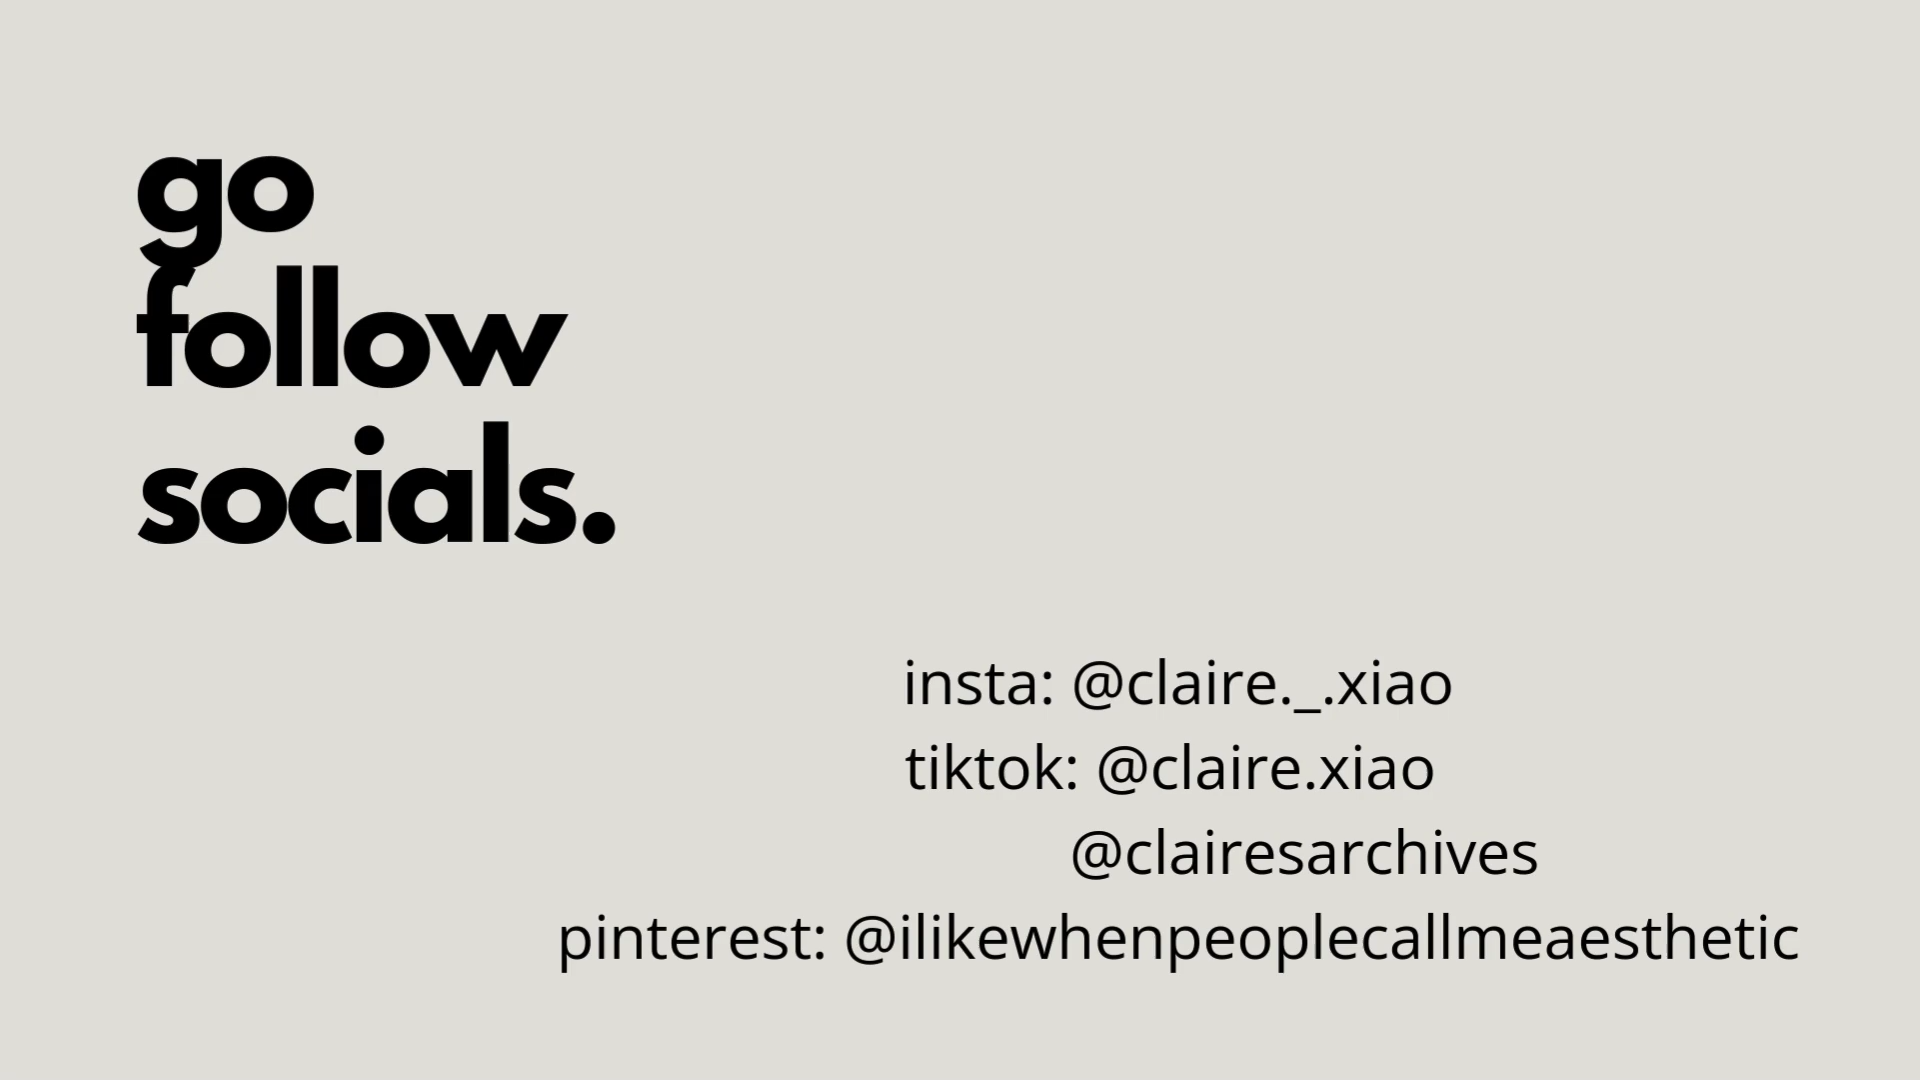 go
follow
socials.
insta: @claire._.xiao
tiktok: @claire.xiao
@clairesarchives
pinterest: @ilikewhenpeoplecallmeaesthetic